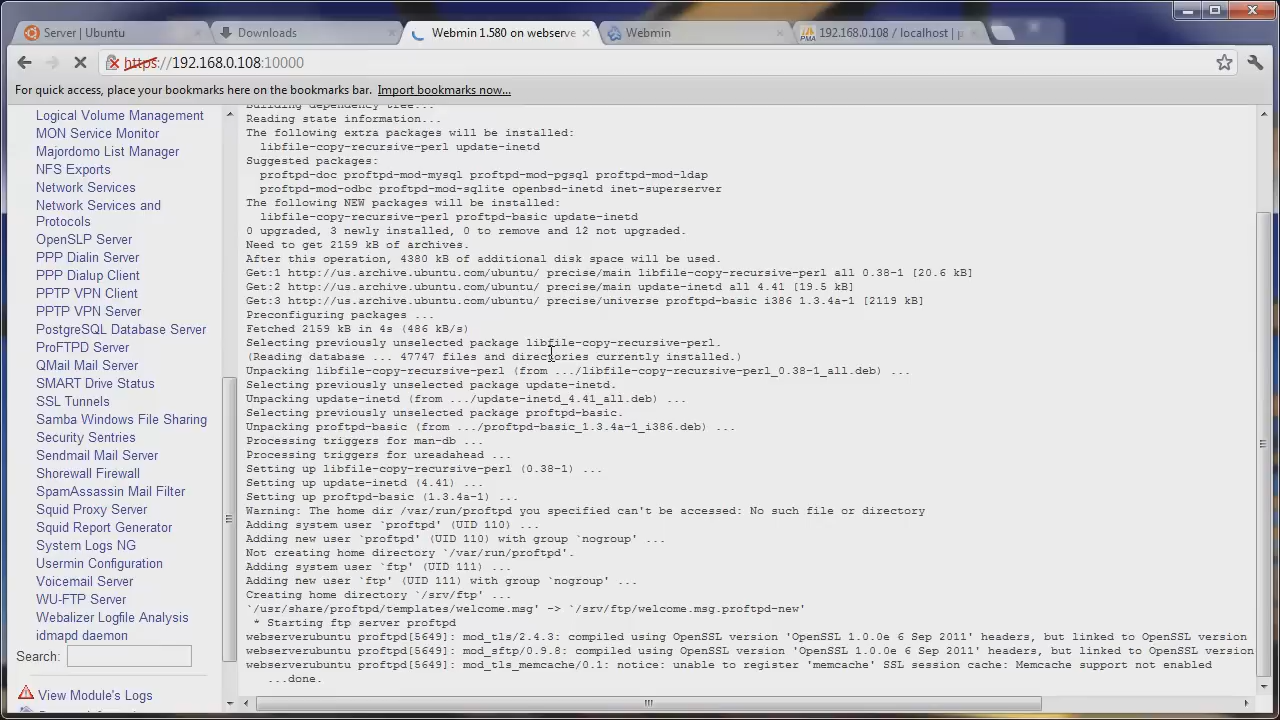 Server | Ubuntu
Downloads
Webmin 1.580 on webserve
Webmin
192.168.0.108 / localhost | p
https://192.168.0.108:10000
For quick access, place your bookmarks here on the bookmarks bar. Import bookmarks now...
Logical Volume Management
MON Service Monitor
Majordomo List Manager
NFS Exports
Network Services
Network Services and
Protocols
OpenSLP Server
PPP Dialin Server
PPP Dialup Client
PPTP VPN Client
PPTP VPN Server
PostgreSQL Database Server
ProFTPD Server
QMail Mail Server
SMART Drive Status
SSL Tunnels
Samba Windows File Sharing
Security Sentries
Sendmail Mail Server
Shorewall Firewall
SpamAssassin Mail Filter
Squid Proxy Server
Squid Report Generator
System Logs NG
Usermin Configuration
Voicemail Server
WU-FTP Server
Webalizer Logfile Analysis
idmapd daemon
Search:
View Module's Logs
Building dependency tree...
Reading state information...
The following extra packages will be installed:
libfile-copy-recursive-perl update-inetd
Suggested packages:
proftpd-doc proftpd-mod-mysql proftpd-mod-pgsql proftpd-mod-ldap
proftpd-mod-odbc proftpd-mod-sqlite openbsd-inetd inet-superserver
The following NEW packages will be installed:
libfile-copy-recursive-perl proftpd-basic update-inetd
0 upgraded, 3 newly installed, 0 to remove and 12 not upgraded.
Need to get 2159 kB of archives.
After this operation, 4380 kB of additional disk space will be used.
Get:1 http://us.archive.ubuntu.com/ubuntu/ precise/main libfile-copy-recursive-perl all 0.38-1 [20.6 kB]
Get:2 http://us.archive.ubuntu.com/ubuntu/ precise/main update-inetd all 4.41 [19.5 kB]
Get:3 http://us.archive.ubuntu.com/ubuntu/ precise/universe proftpd-basic i386 1.3.4a-1 [2119 kB]
Preconfiguring packages ...
Fetched 2159 kB in 4s (486 kB/s)
Selecting previously unselected package libfile-copy-recursive-perl.
(Reading database ... 47747 files and directories currently installed.)
Unpacking libfile-copy-recursive-perl (from .../libfile-copy-recursive-perl_0.38-1_all.deb) ...
Selecting previously unselected package update-inetd.
Unpacking update-inetd (from .../update-inetd_4.41_all.deb) ...
Selecting previously unselected package proftpd-basic.
Unpacking proftpd-basic (from .../proftpd-basic_1.3.4a-1_i386.deb) ...
Processing triggers for man-db ...
Processing triggers for ureadahead ...
Setting up libfile-copy-recursive-perl (0.38-1) ...
Setting up update-inetd (4.41) ...
Setting up proftpd-basic (1.3.4a-1) ...
Warning: The home dir /var/run/proftpd you specified can't be accessed: No such file or directory
Adding system user `proftpd' (UID 110) ...
Adding new user `proftpd' (UID 110) with group `nogroup' ...
Not creating home directory `/var/run/proftpd'.
Adding system user `ftp' (UID 111) ...
Adding new user `ftp' (UID 111) with group `nogroup' ...
Creating home directory `/srv/ftp' ...
`/usr/share/proftpd/templates/welcome.msg' -> `/srv/ftp/welcome.msg.proftpd-new'
* Starting ftp server proftpd
webserverubuntu proftpd[5649]: mod_tls/2.4.3: compiled using OpenSSL version 'OpenSSL 1.0.0e 6 Sep 2011' headers, but linked to OpenSSL version
webserverubuntu proftpd[5649]: mod_sftp/0.9.8: compiled using OpenSSL version 'OpenSSL 1.0.0e 6 Sep 2011' headers, but linked to OpenSSL version
webserverubuntu proftpd[5649]: mod_tls_memcache/0.1: notice: unable to register 'memcache' SSL session cache: Memcache support not enabled
...done.